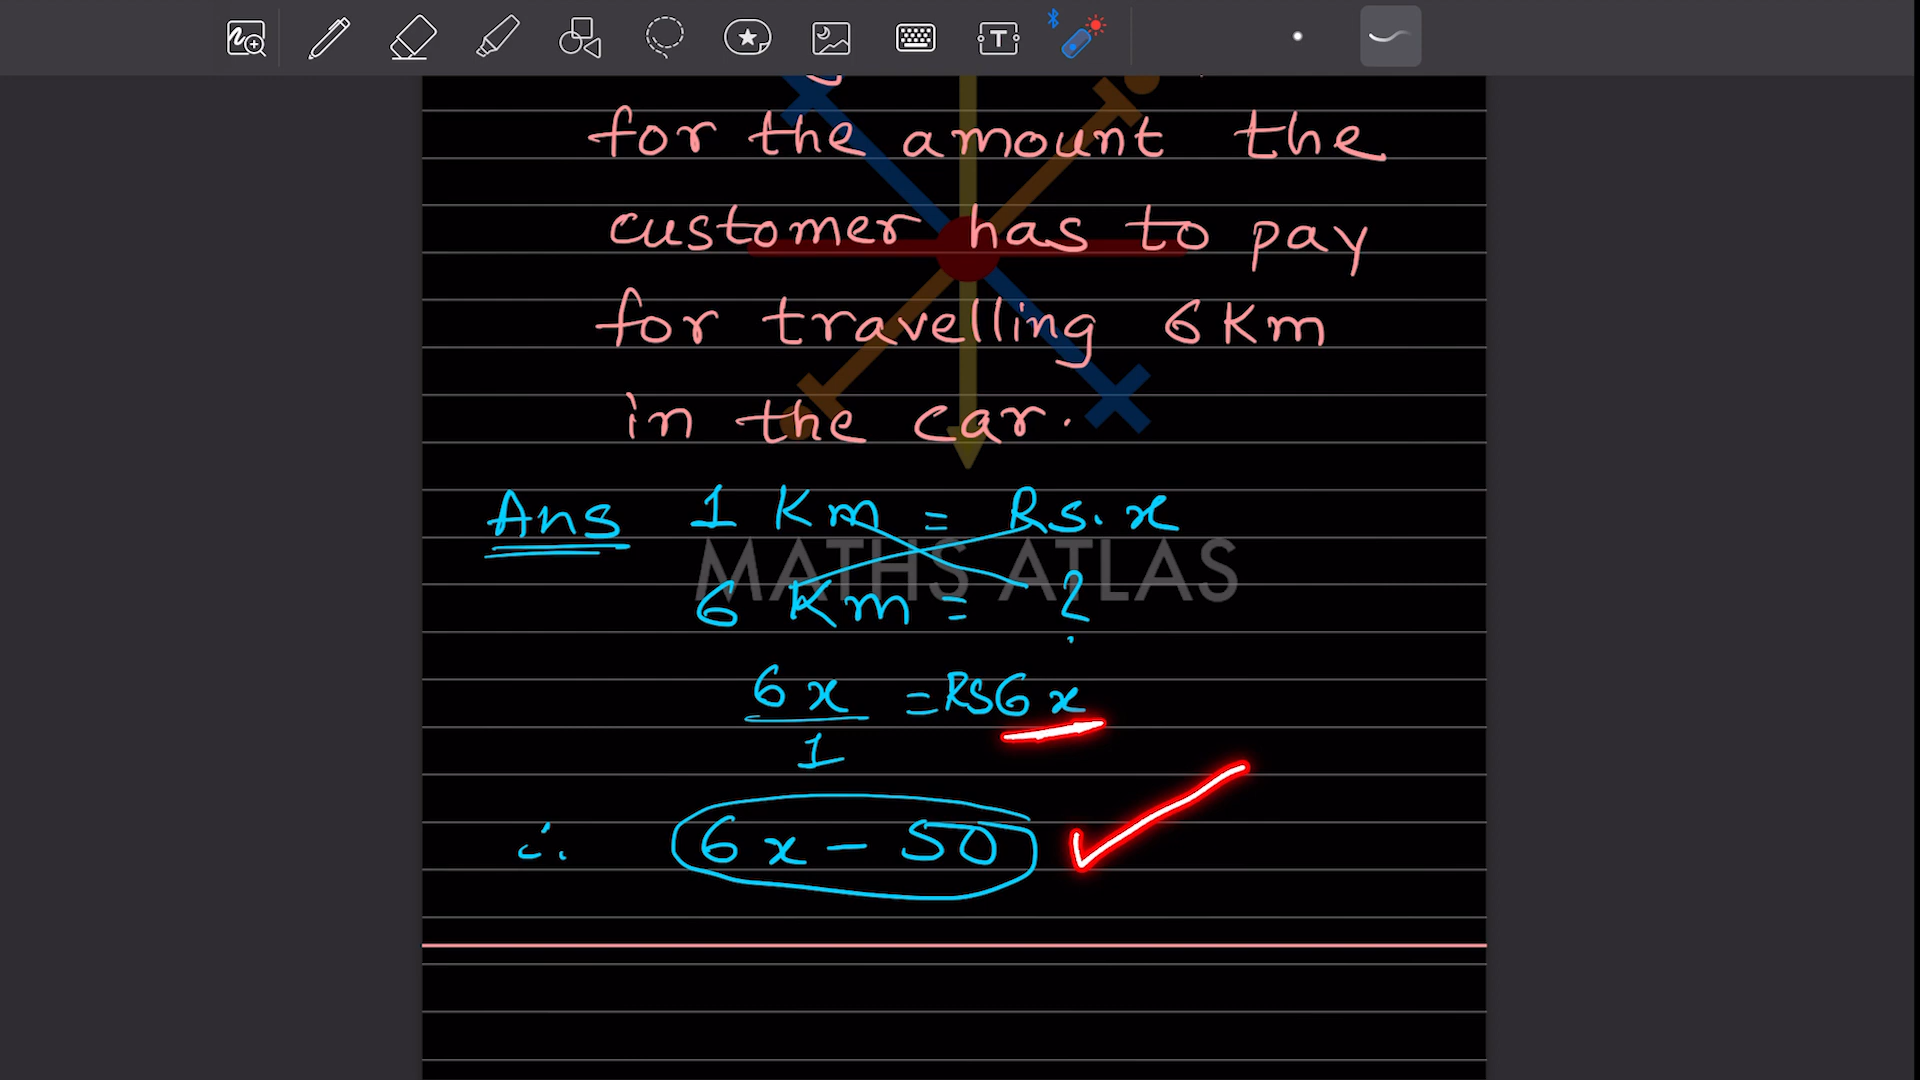 for the amount the
customer has to pay
for travelling 6 Km
in the car.
Ans 1 Km = Rs. x
MATHS ATLAS
6 Km = ?
6x = Rs 6x
1
∴ 6x - 50